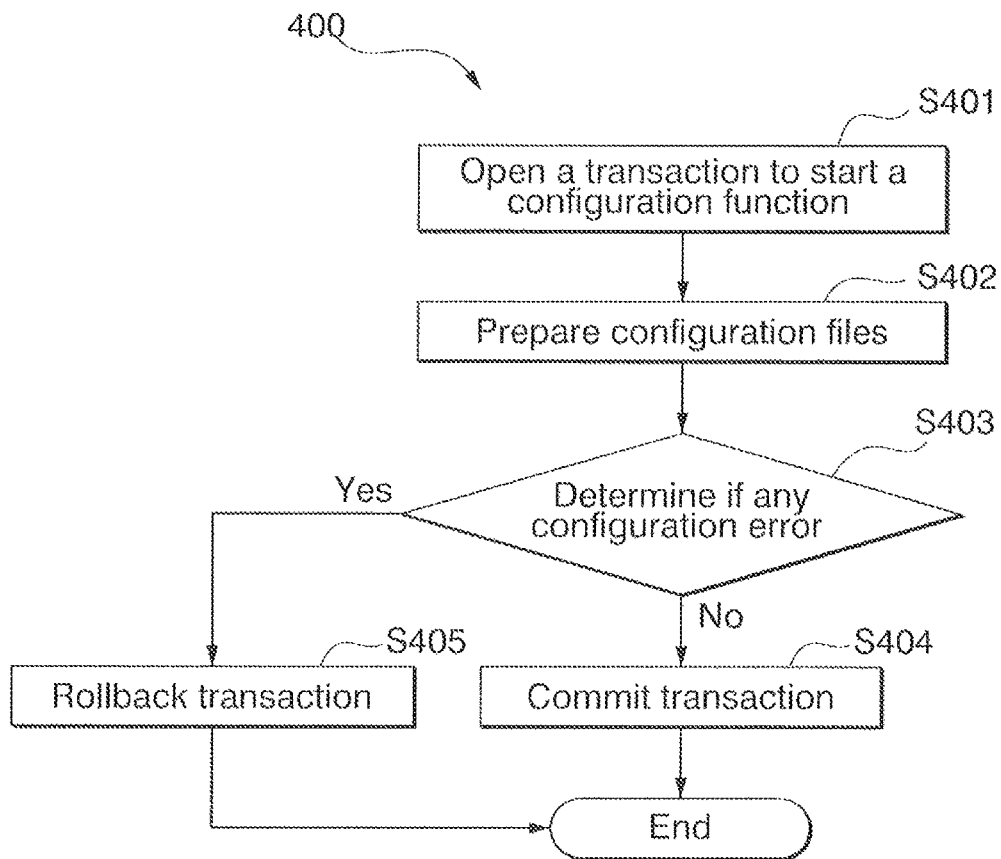 400
S401
Open a transaction to start a
configuration function
S402
Prepare configuration files
S403
Determine if any
configuration error
Yes
No
S405
Rollback transaction
S404
Commit transaction
End